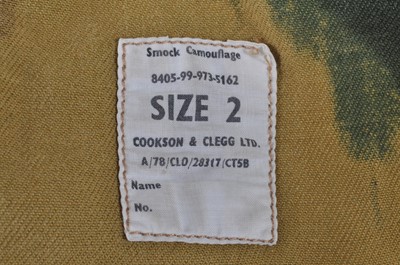 Smock Camouflage
8405-99-973-5162
SIZE 2
COOKSON & CLEGG LTD.
A/78/CLO/28317/CT5B
Name
No.